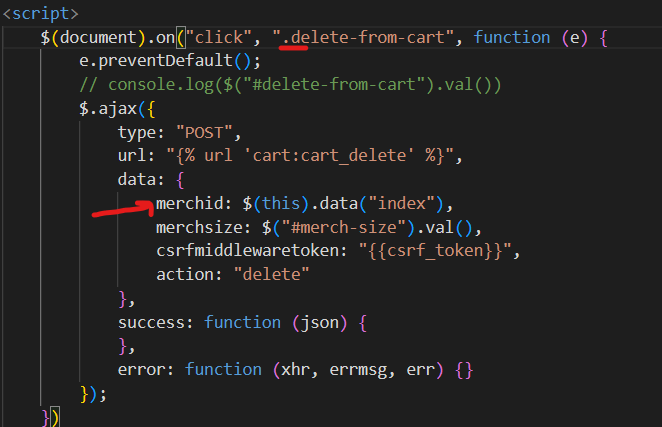 <script>
$(document).on("click", ".delete-from-cart", function (e) {
e.preventDefault();
// console.log($("#delete-from-cart").val())
$.ajax({
type: "POST",
url: "{% url 'cart:cart_delete' %}",
data: {
merchid: $(this).data("index"),
merchsize: $("#merch-size").val(),
csrfmiddlewaretoken: "{{csrf_token}}",
action: "delete"
},
success: function (json) {
},
error: function (xhr, errmsg, err) {}
});
})